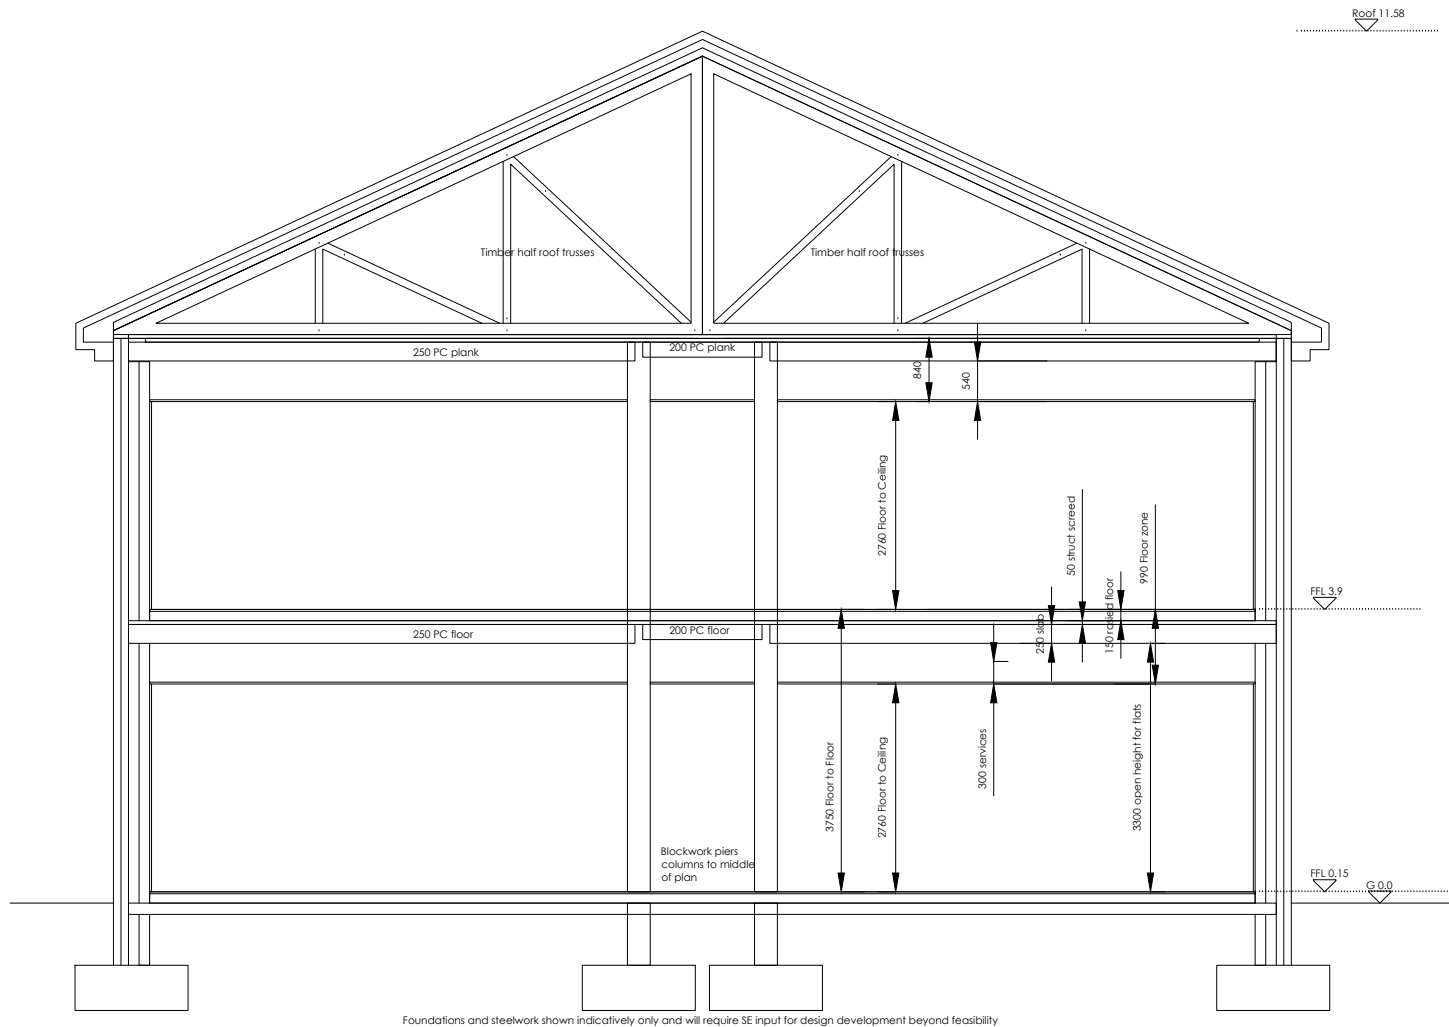 Roof 11.58
Timber half roof trusses
Timber half roof trusses
250 PC plank
200 PC plank
840
540
2760 Floor to Ceiling
50 struct screed
990 Floor zone
150 rasied floor
250 slab
FFL 3.9
250 PC floor
200 PC floor
3750 Floor to Floor
2760 Floor to Ceiling
300 services
3300 open height for flats
Blockwork piers
columns to middle
of plan
FFL 0.15
G 0.0
Foundations and steelwork shown indicatively only and will require SE input for design development beyond feasibility